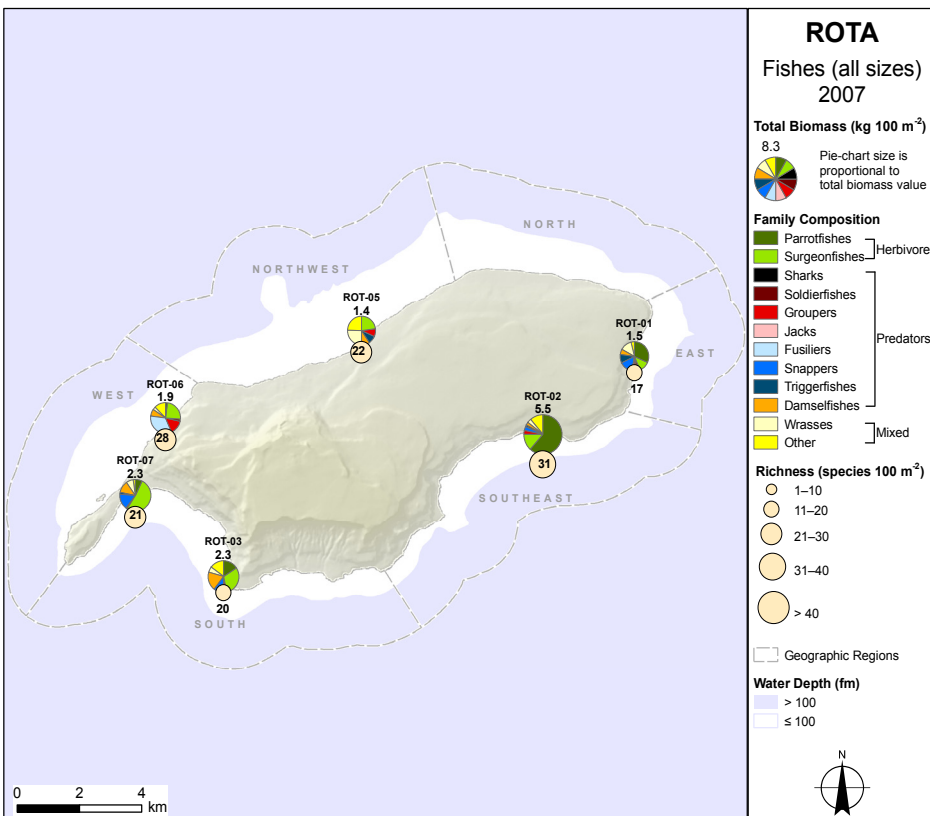 ROTA
Fishes (all sizes)
2007
Total Biomass (kg 100 m⁻²)
8.3
Pie-chart size is
proportional to
total biomass value
Family Composition
Parrotfishes
Surgeonfishes
Herbivore
Sharks
Soldierfishes
Groupers
Jacks
Fusiliers
Snappers
Triggerfishes
Damselfishes
Predators
Wrasses
Other
Mixed
Richness (species 100 m⁻²)
1–10
11–20
21–30
31–40
> 40
Geographic Regions
Water Depth (fm)
> 100
≤ 100
N
NORTH
NORTHWEST
ROT-05
1.4
22
ROT-01
1.5
17
EAST
WEST
ROT-06
1.9
28
ROT-02
5.5
31
SOUTHEAST
ROT-07
2.3
21
ROT-03
2.3
20
SOUTH
0 2 4
km